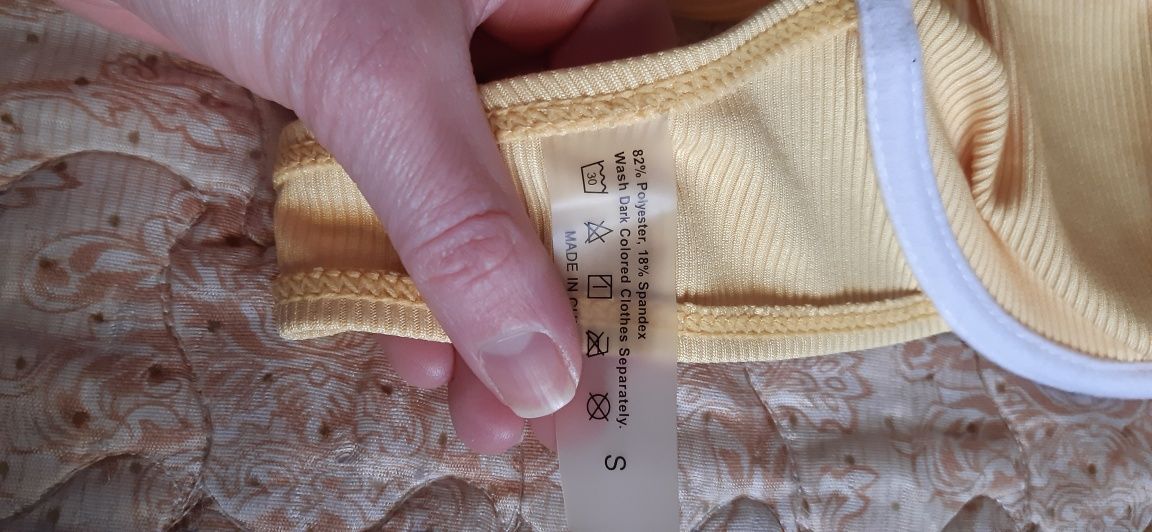 82% Polyester, 18% Spandex
Wash Dark Colored Clothes Separately.
30
MADE IN
S